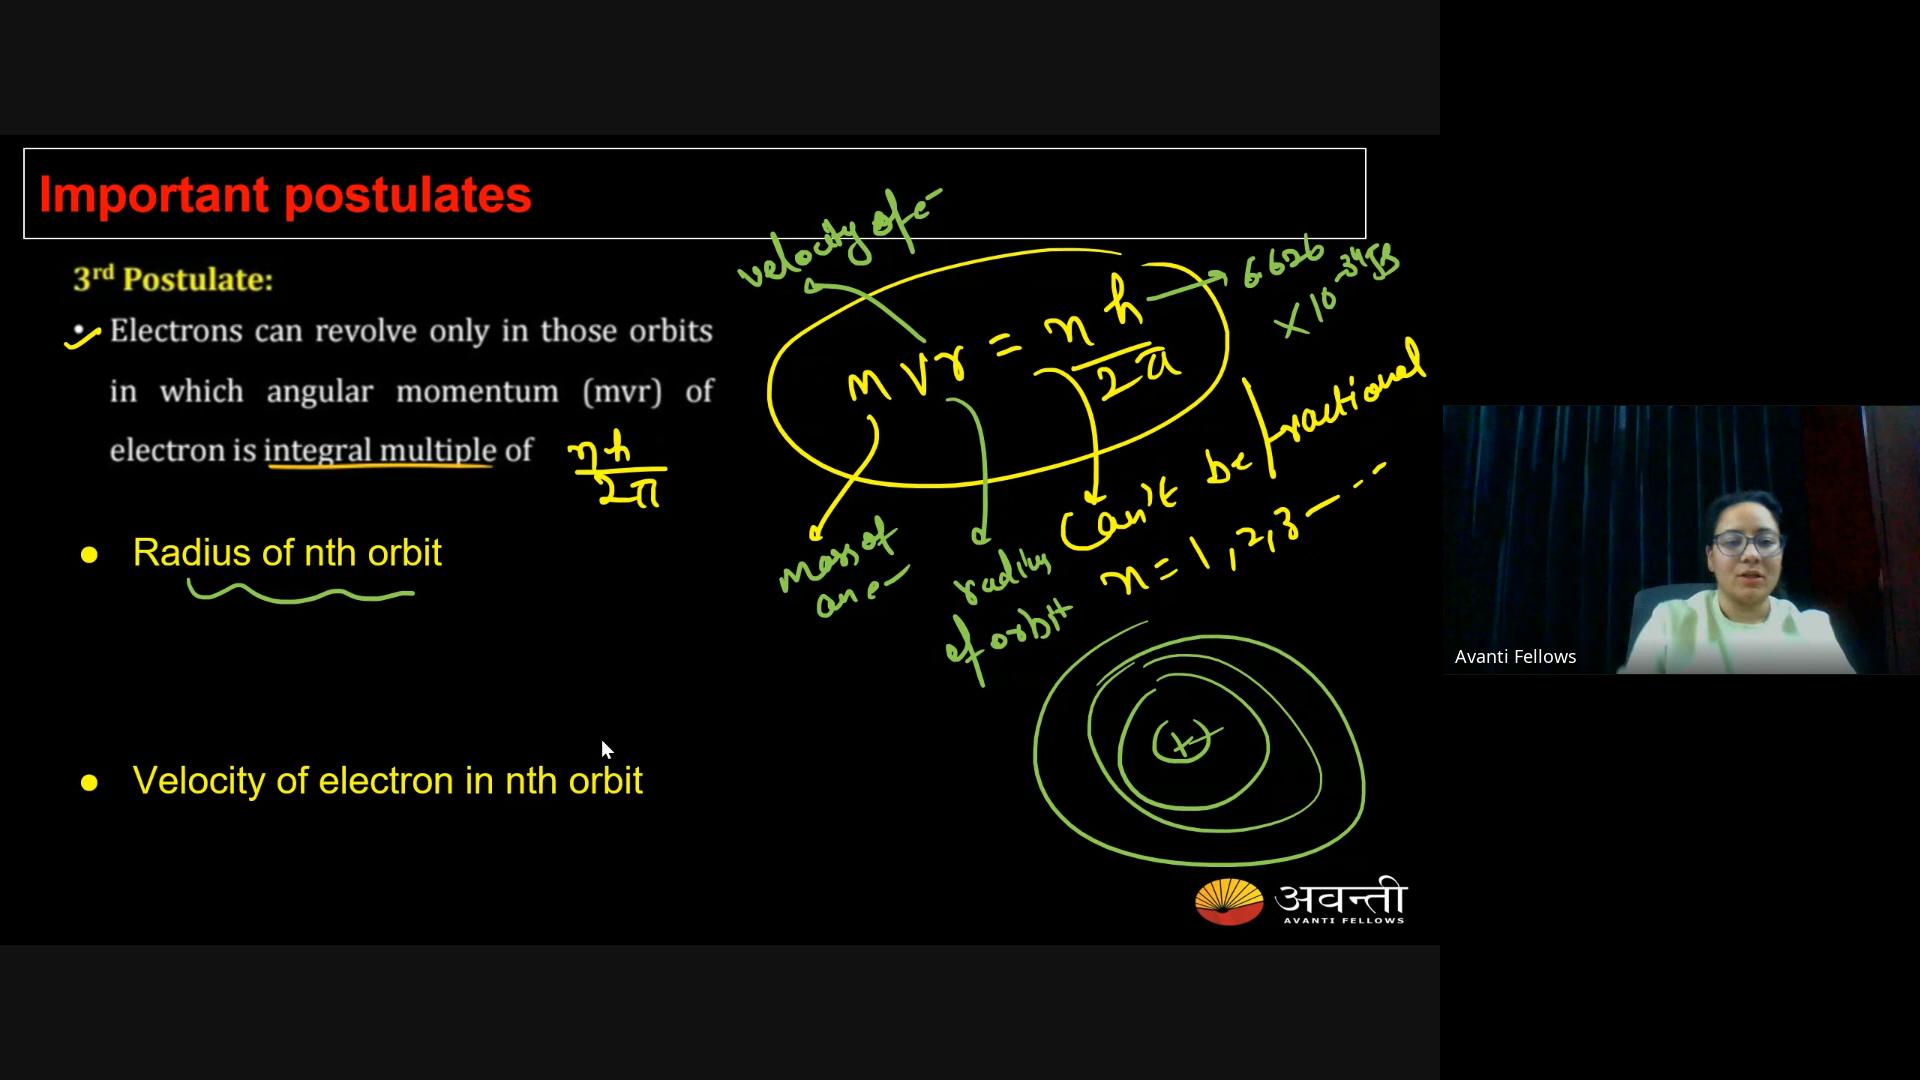 Important postulates
velocity of e-
3rd Postulate:
• Electrons can revolve only in those orbits
in which angular momentum (mvr) of
electron is integral multiple of nh/2π
mvr = nh/2π
6.626
×10-34 JS
Can't be fractional
n = 1, 2, 3 — - -
mass of
an e-
radius
of orbit
● Radius of nth orbit
+
● Velocity of electron in nth orbit
अवन्ती
AVANTI FELLOWS
Avanti Fellows